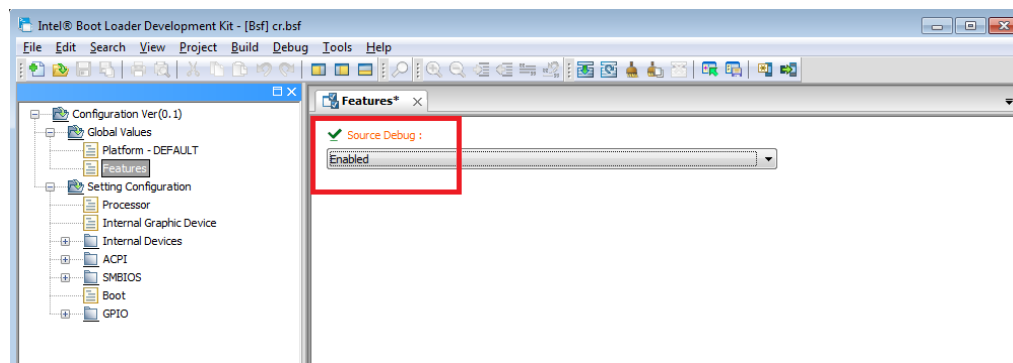 Intel® Boot Loader Development Kit - [Bsf] cr.bsf
File Edit Search View Project Build Debug Tools Help
Features*
Configuration Ver(0.1)
Global Values
Platform - DEFAULT
Features
Setting Configuration
Processor
Internal Graphic Device
Internal Devices
ACPI
SMBIOS
Boot
GPIO
Source Debug :
Enabled